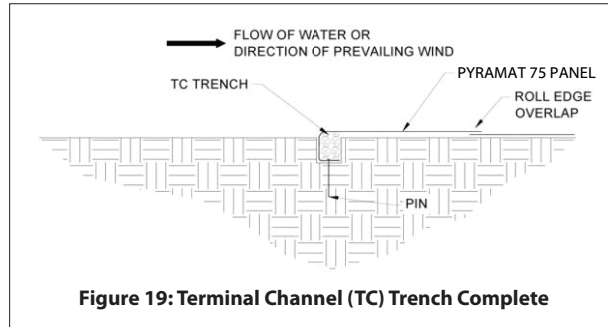 FLOW OF WATER OR
DIRECTION OF PREVAILING WIND
TC TRENCH
PYRAMAT 75 PANEL
ROLL EDGE
OVERLAP
PIN
Figure 19: Terminal Channel (TC) Trench Complete